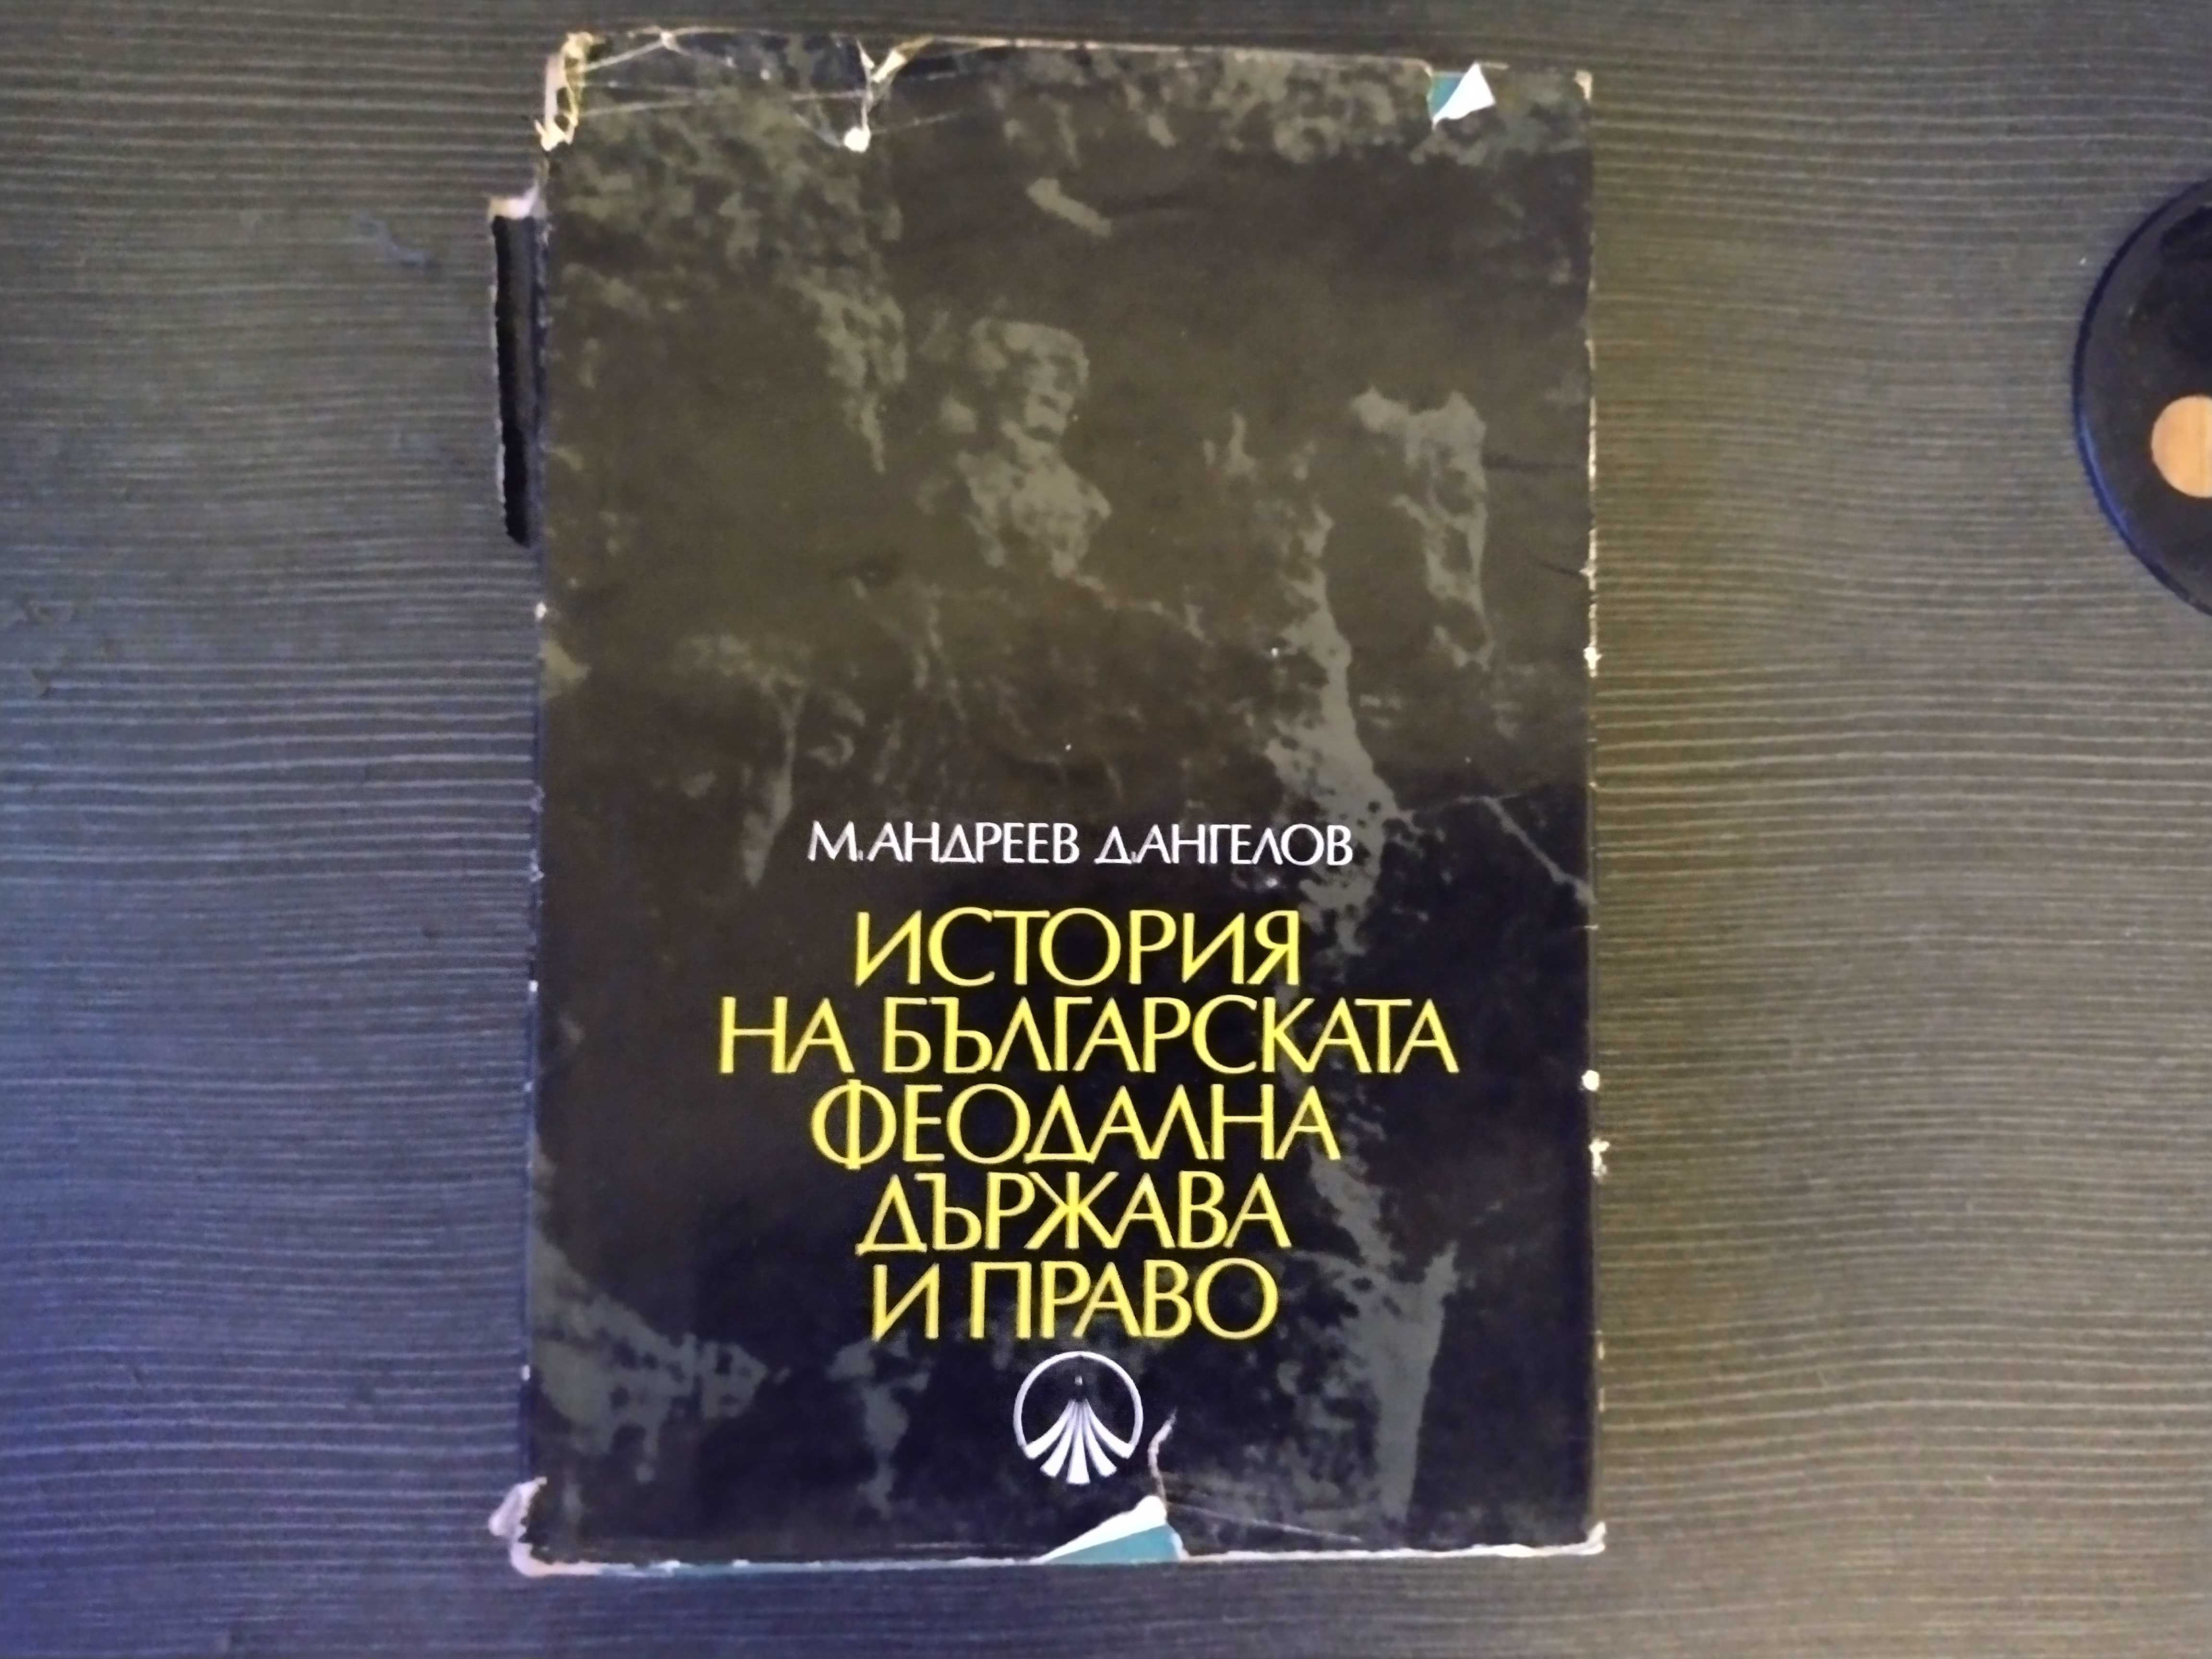 М.АНДРЕЕВ Д.АНГЕЛОВ
ИСТОРИЯ
НА БЪЛГАРСКАТА
ФЕОДАЛНА
ДЪРЖАВА
И ПРАВО